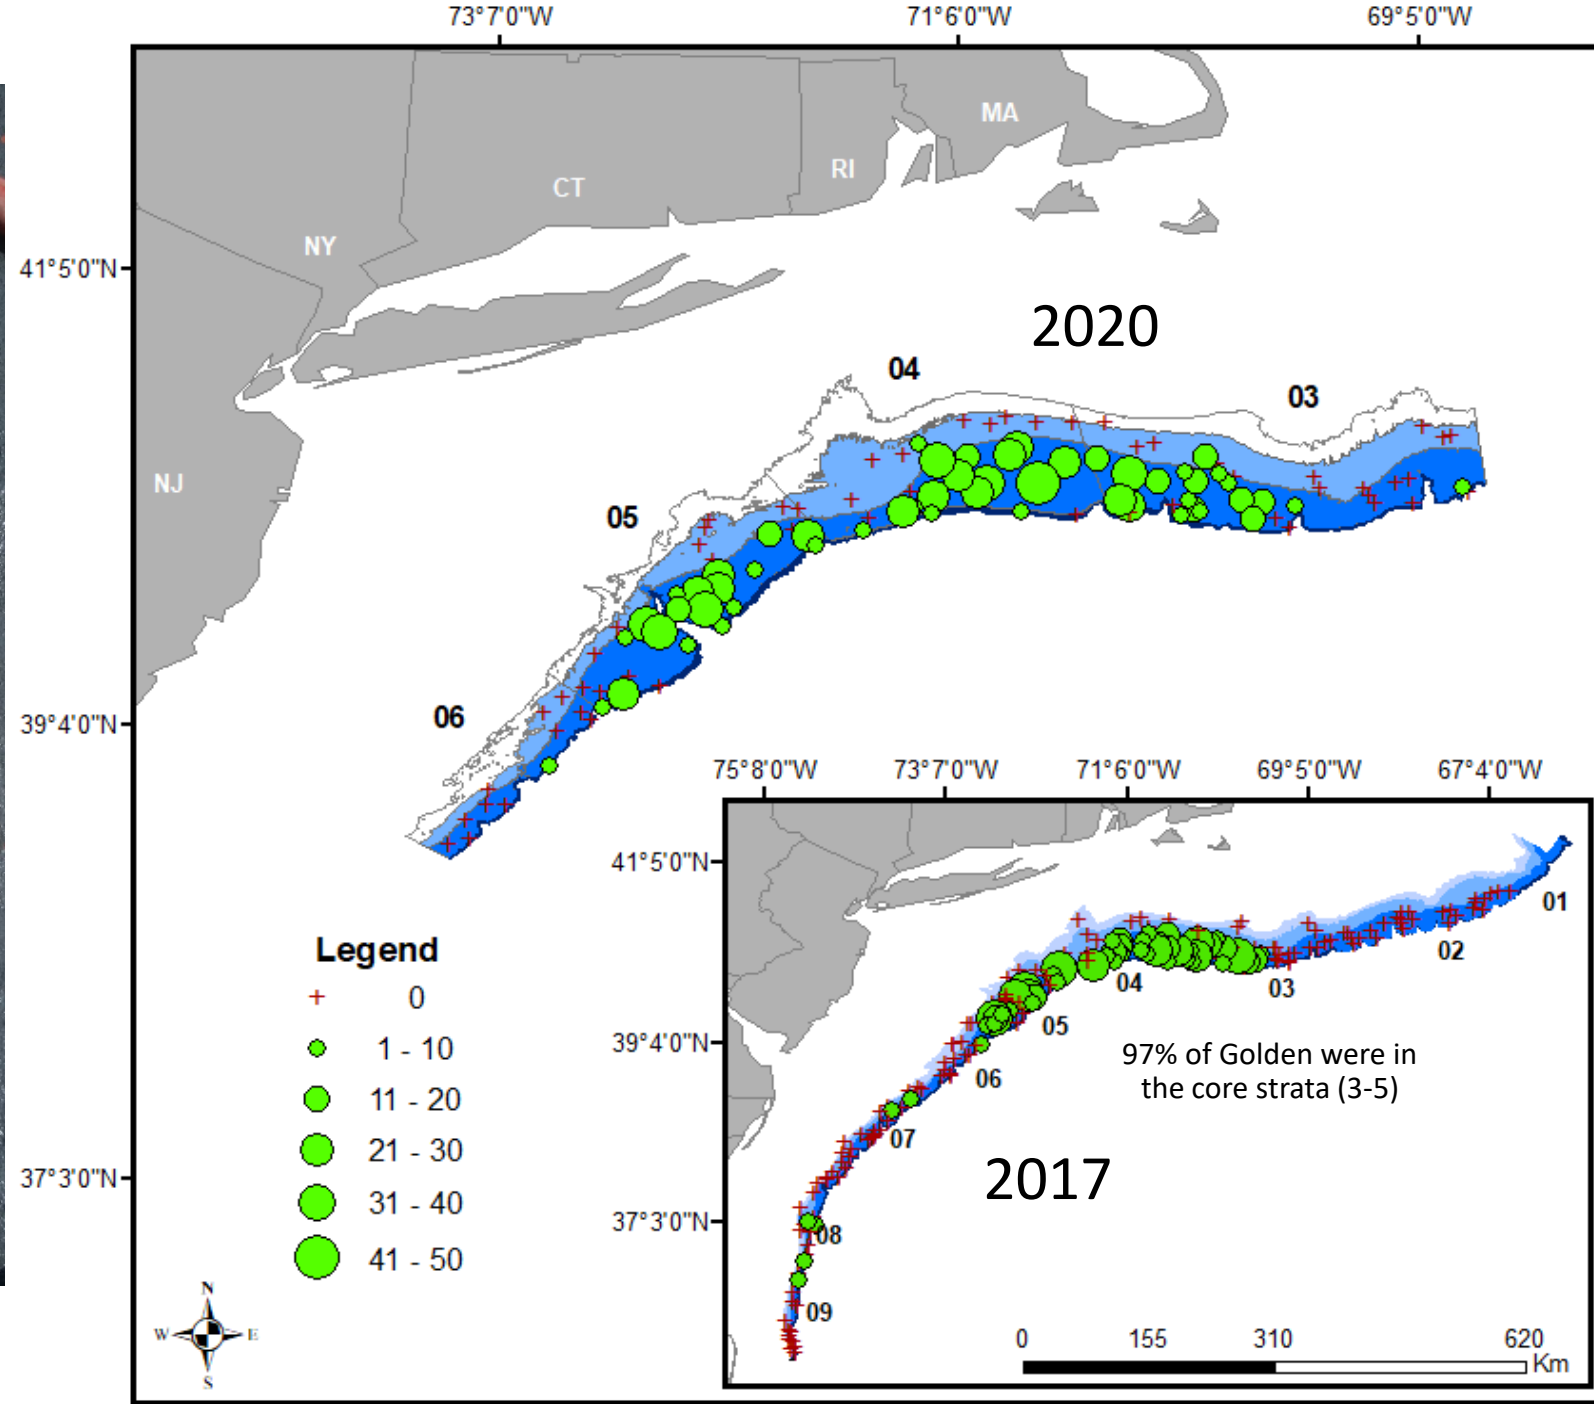 73°7'0"W 71°6'0"W 69°5'0"W
MA
RI
CT
NY
41°5'0"N
2020
04
03
NJ
05
06
39°4'0"N
75°8'0"W 73°7'0"W 71°6'0"W 69°5'0"W 67°4'0"W
41°5'0"N
01
02
Legend
03
04
0
05
39°4'0"N
1 - 10
97% of Golden were in
the core strata (3-5)
06
11 - 20
07
21 - 30
2017
37°3'0"N
31 - 40
37°3'0"N
08
41 - 50
N
W E
S
09
0 155 310 620
Km